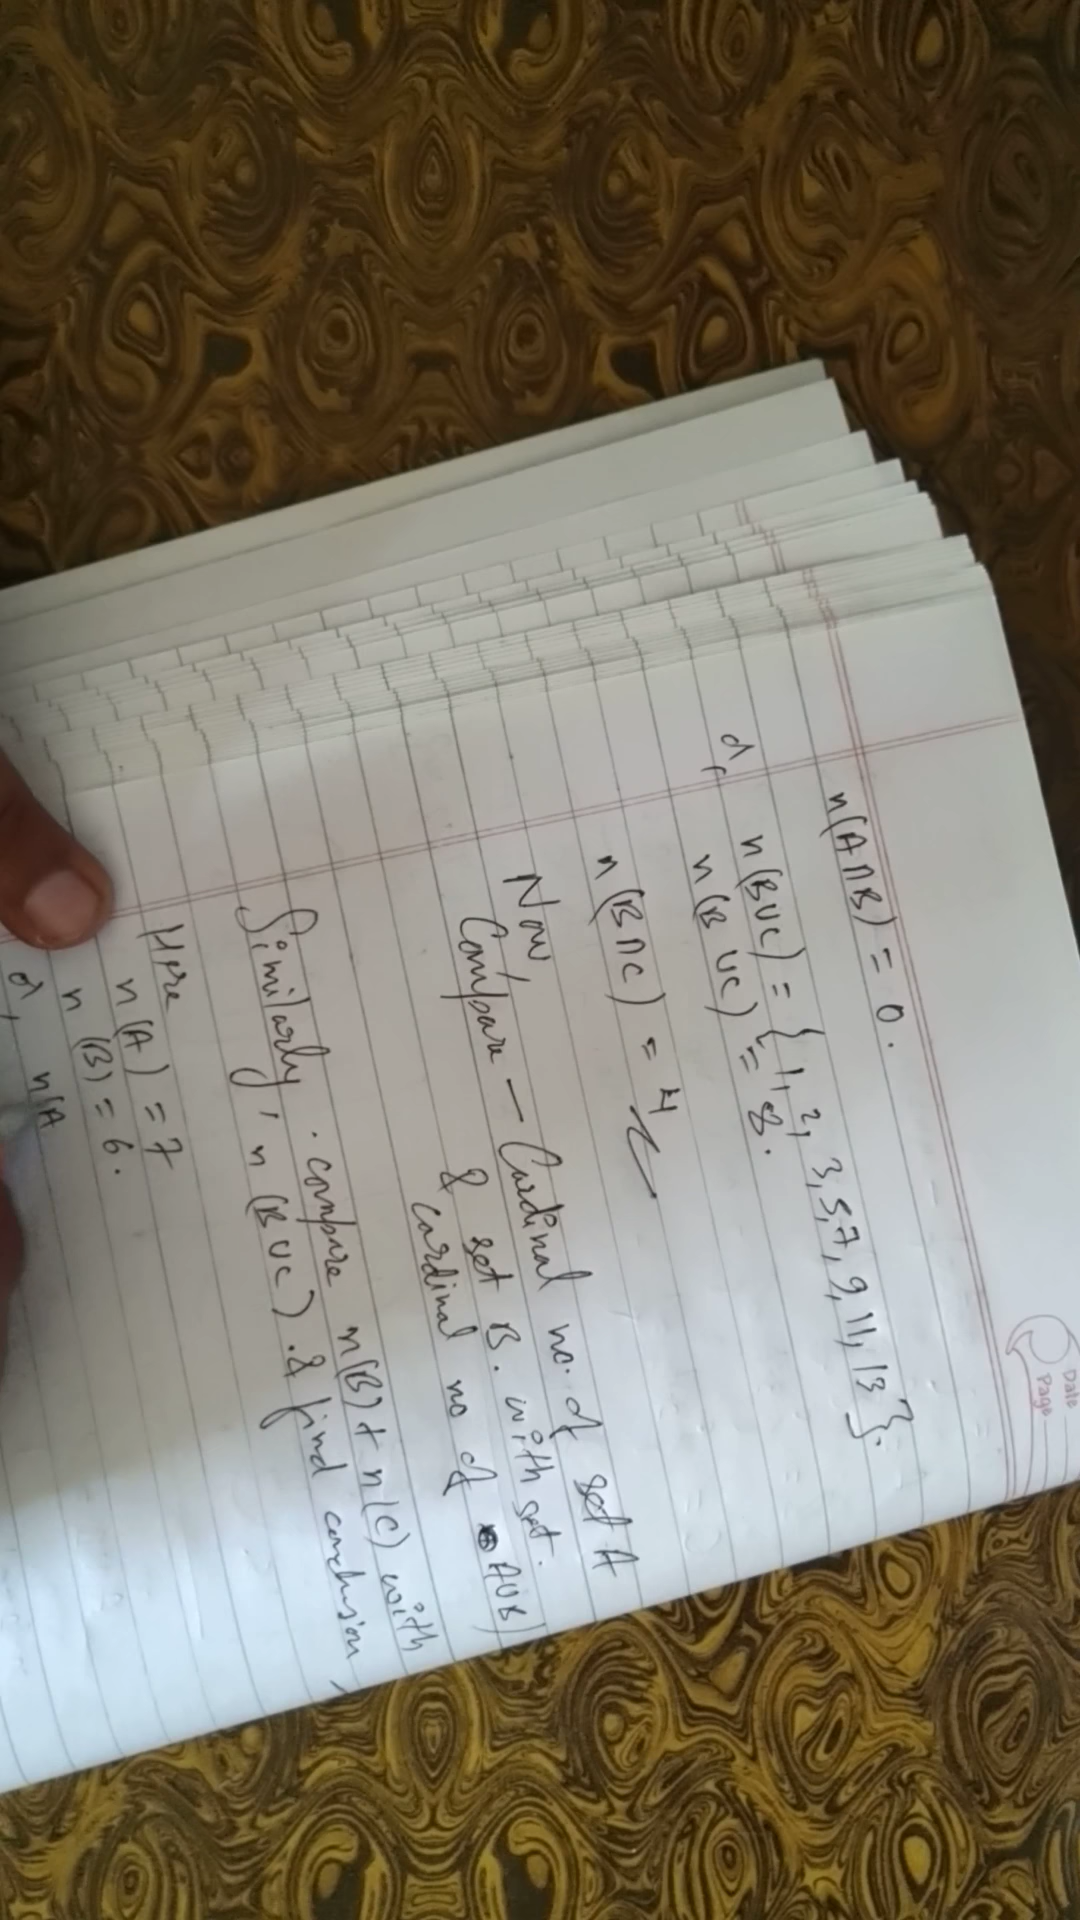 Date
Page
n(A∩B) = 0.
d, n(B∪C) = {1, 2, 3, 5, 7, 9, 11, 13}.
n(B∪C) = 8.
n(B∩C) = 4
Now,
Compare – Cardinal no. of set A
& set B. with set.
& cardinal no of A∪B)
Similarly, compare n(B) + n(C) with
n(B∪C). & find conclusion,
Here
n(A) = 7
n(B) = 6.
d, n(A